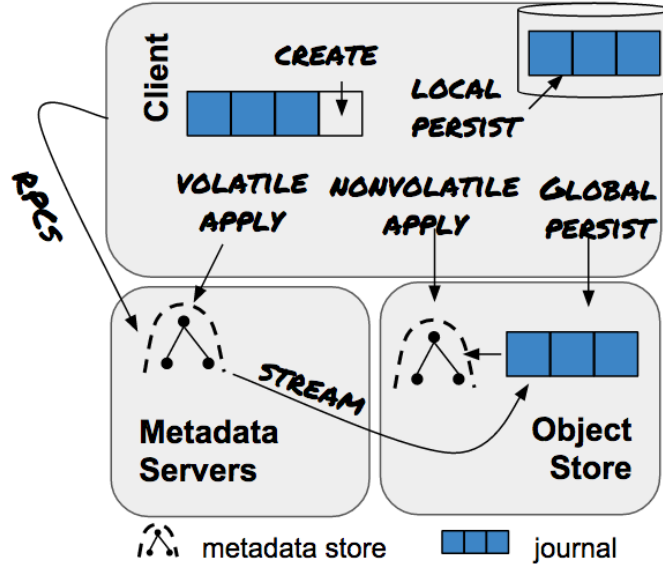 Client
CREATE
LOCAL
PERSIST
RPCS
VOLATILE
APPLY
NONVOLATILE
APPLY
GLOBAL
PERSIST
STREAM
Metadata
Servers
Object
Store
metadata store
journal